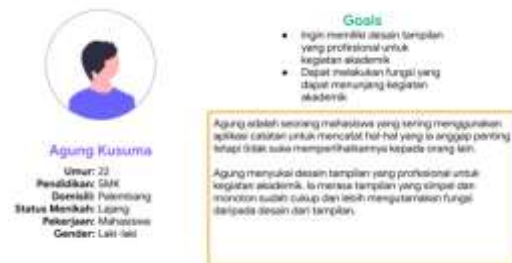 Agung Kusuma
Umur: 22
Pendidikan: SMK
Domisili: Palembang
Status Menikah: Lajang
Pekerjaan: Mahasiswa
Gender: Laki-laki
Goals
• Ingin memiliki desain tampilan
yang profesional untuk
kegiatan akademik
• Dapat melakukan fungsi yang
dapat menunjang kegiatan
akademik
Agung adalah seorang mahasiswa yang sering menggunakan
aplikasi catatan untuk mencatat hal-hal yang ia anggap penting
tetapi tidak suka memperlihatkannya kepada orang lain.
Agung menyukai desain tampilan yang profesional untuk
kegiatan akademik. Ia merasa tampilan yang simpel dan
monoton sudah cukup dan lebih mengutamakan fungsi
daripada desain dari tampilan.